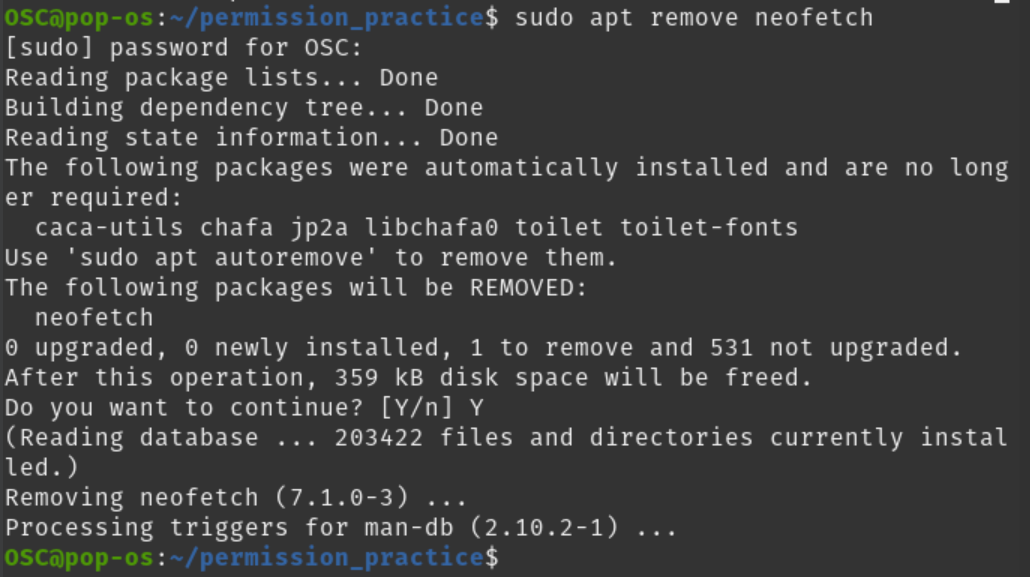 OSC@pop-os:~/permission_practice$ sudo apt remove neofetch
[sudo] password for OSC:
Reading package lists... Done
Building dependency tree... Done
Reading state information... Done
The following packages were automatically installed and are no long
er required:
  caca-utils chafa jp2a libchafa0 toilet toilet-fonts
Use 'sudo apt autoremove' to remove them.
The following packages will be REMOVED:
  neofetch
0 upgraded, 0 newly installed, 1 to remove and 531 not upgraded.
After this operation, 359 kB disk space will be freed.
Do you want to continue? [Y/n] Y
(Reading database ... 203422 files and directories currently instal
led.)
Removing neofetch (7.1.0-3) ...
Processing triggers for man-db (2.10.2-1) ...
OSC@pop-os:~/permission_practice$